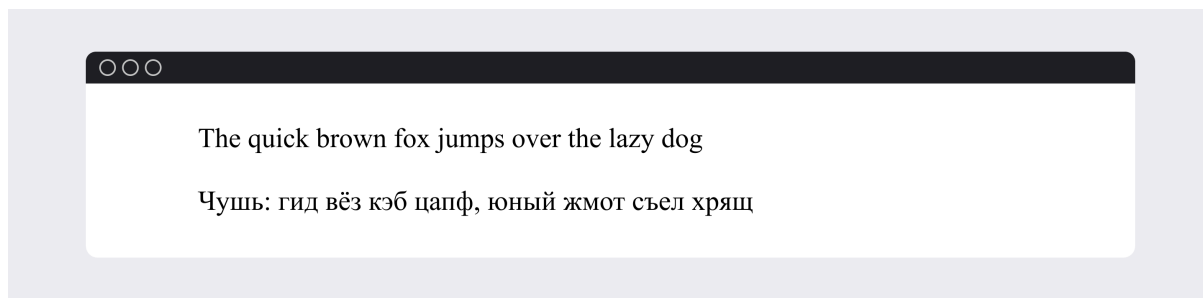 The quick brown fox jumps over the lazy dog
Чушь: гид вёз кэб цапф, юный жмот съел хрящ